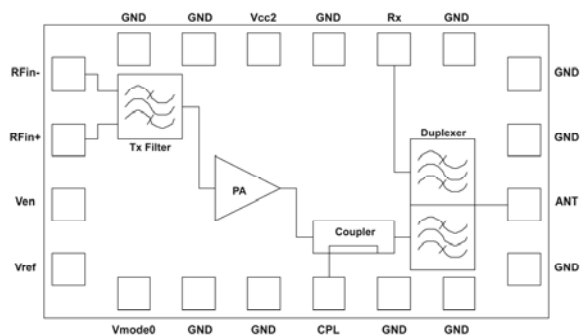 GND GND Vcc2 GND Rx GND
RFin- GND
RFin+ Tx Filter Duplexer GND
PA
Ven ANT
Coupler
Vref GND
Vmode0 GND GND CPL GND GND